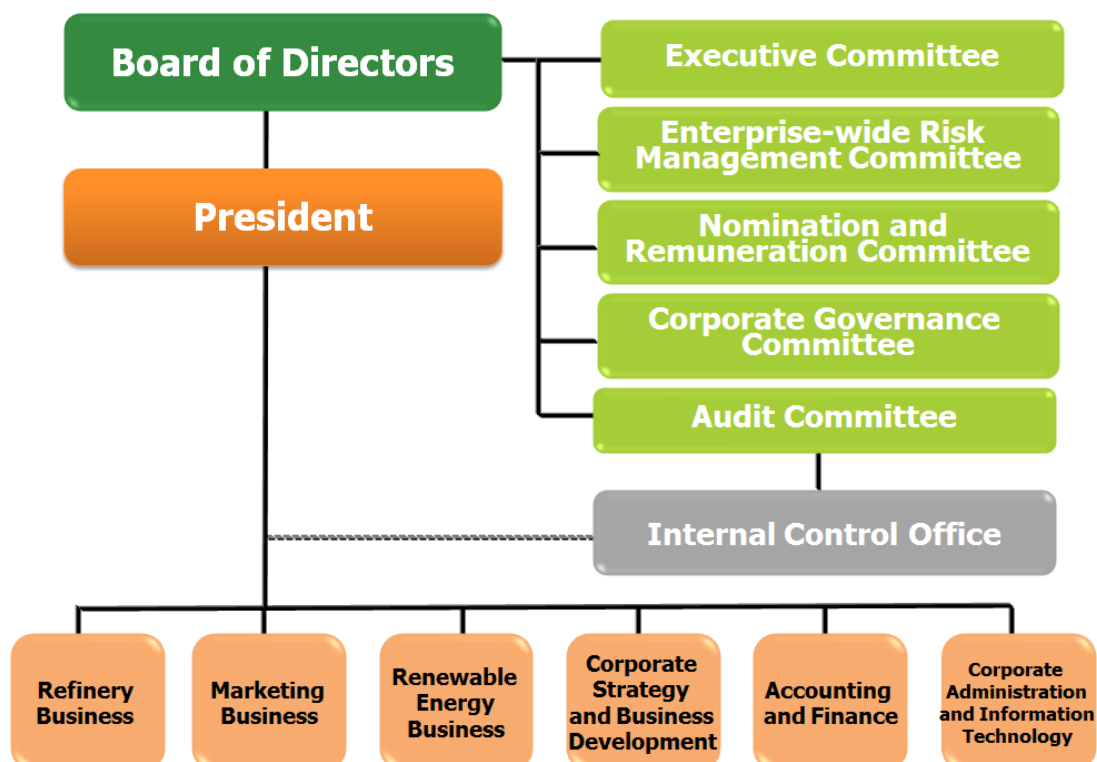 Board of Directors
Executive Committee
Enterprise-wide Risk
Management Committee
President
Nomination and
Remuneration Committee
Corporate Governance
Committee
Audit Committee
Internal Control Office
Refinery
Business
Marketing
Business
Renewable
Energy
Business
Corporate
Strategy
and Business
Development
Accounting
and Finance
Corporate
Administration
and Information
Technology